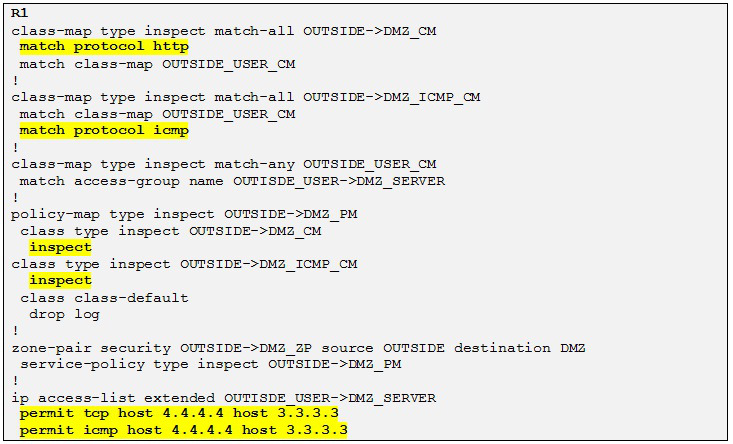 R1
class-map type inspect match-all OUTSIDE->DMZ_CM
match protocol http
match class-map OUTSIDE_USER_CM
!
class-map type inspect match-all OUTSIDE->DMZ_ICMP_CM
match class-map OUTSIDE_USER_CM
match protocol icmp
!
class-map type inspect match-any OUTSIDE_USER_CM
match access-group name OUTISDE_USER->DMZ_SERVER
!
policy-map type inspect OUTSIDE->DMZ_PM
class type inspect OUTSIDE->DMZ_CM
inspect
class type inspect OUTSIDE->DMZ_ICMP_CM
inspect
class class-default
drop log
!
zone-pair security OUTSIDE->DMZ_ZP source OUTSIDE destination DMZ
service-policy type inspect OUTSIDE->DMZ_PM
!
ip access-list extended OUTISDE_USER->DMZ_SERVER
permit tcp host 4.4.4.4 host 3.3.3.3
permit icmp host 4.4.4.4 host 3.3.3.3